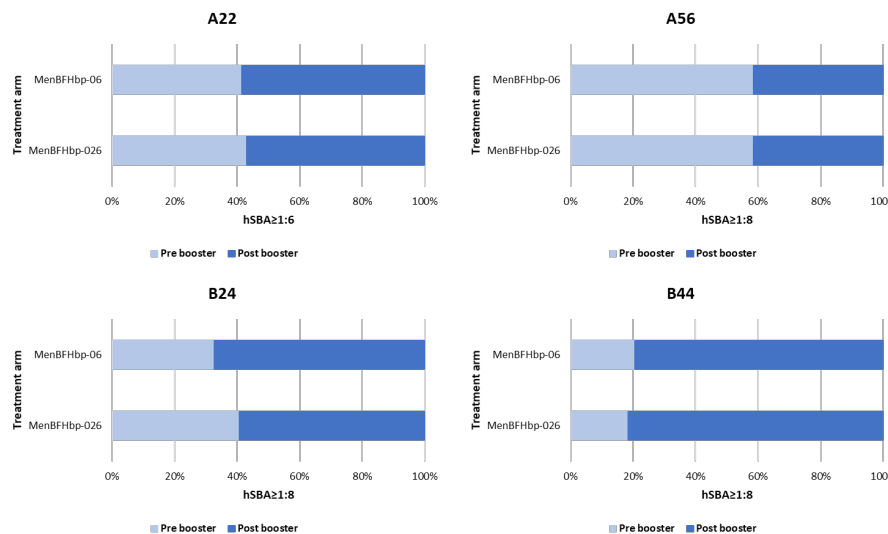 A22
Treatment arm
MenBFHbp-06
MenBFHbp-026
0% 20% 40% 60% 80% 100%
hSBA≥1:6
Pre booster Post booster
A56
Treatment arm
MenBFHbp-06
MenBFHbp-026
0% 20% 40% 60% 80% 100
hSBA≥1:8
Pre booster Post booster
B24
Treatment arm
MenBFHbp-06
MenBFHbp-026
0% 20% 40% 60% 80% 100%
hSBA≥1:8
Pre booster Post booster
B44
Treatment arm
MenBFHbp-06
MenBFHbp-026
0% 20% 40% 60% 80% 100
hSBA≥1:8
Pre booster Post booster